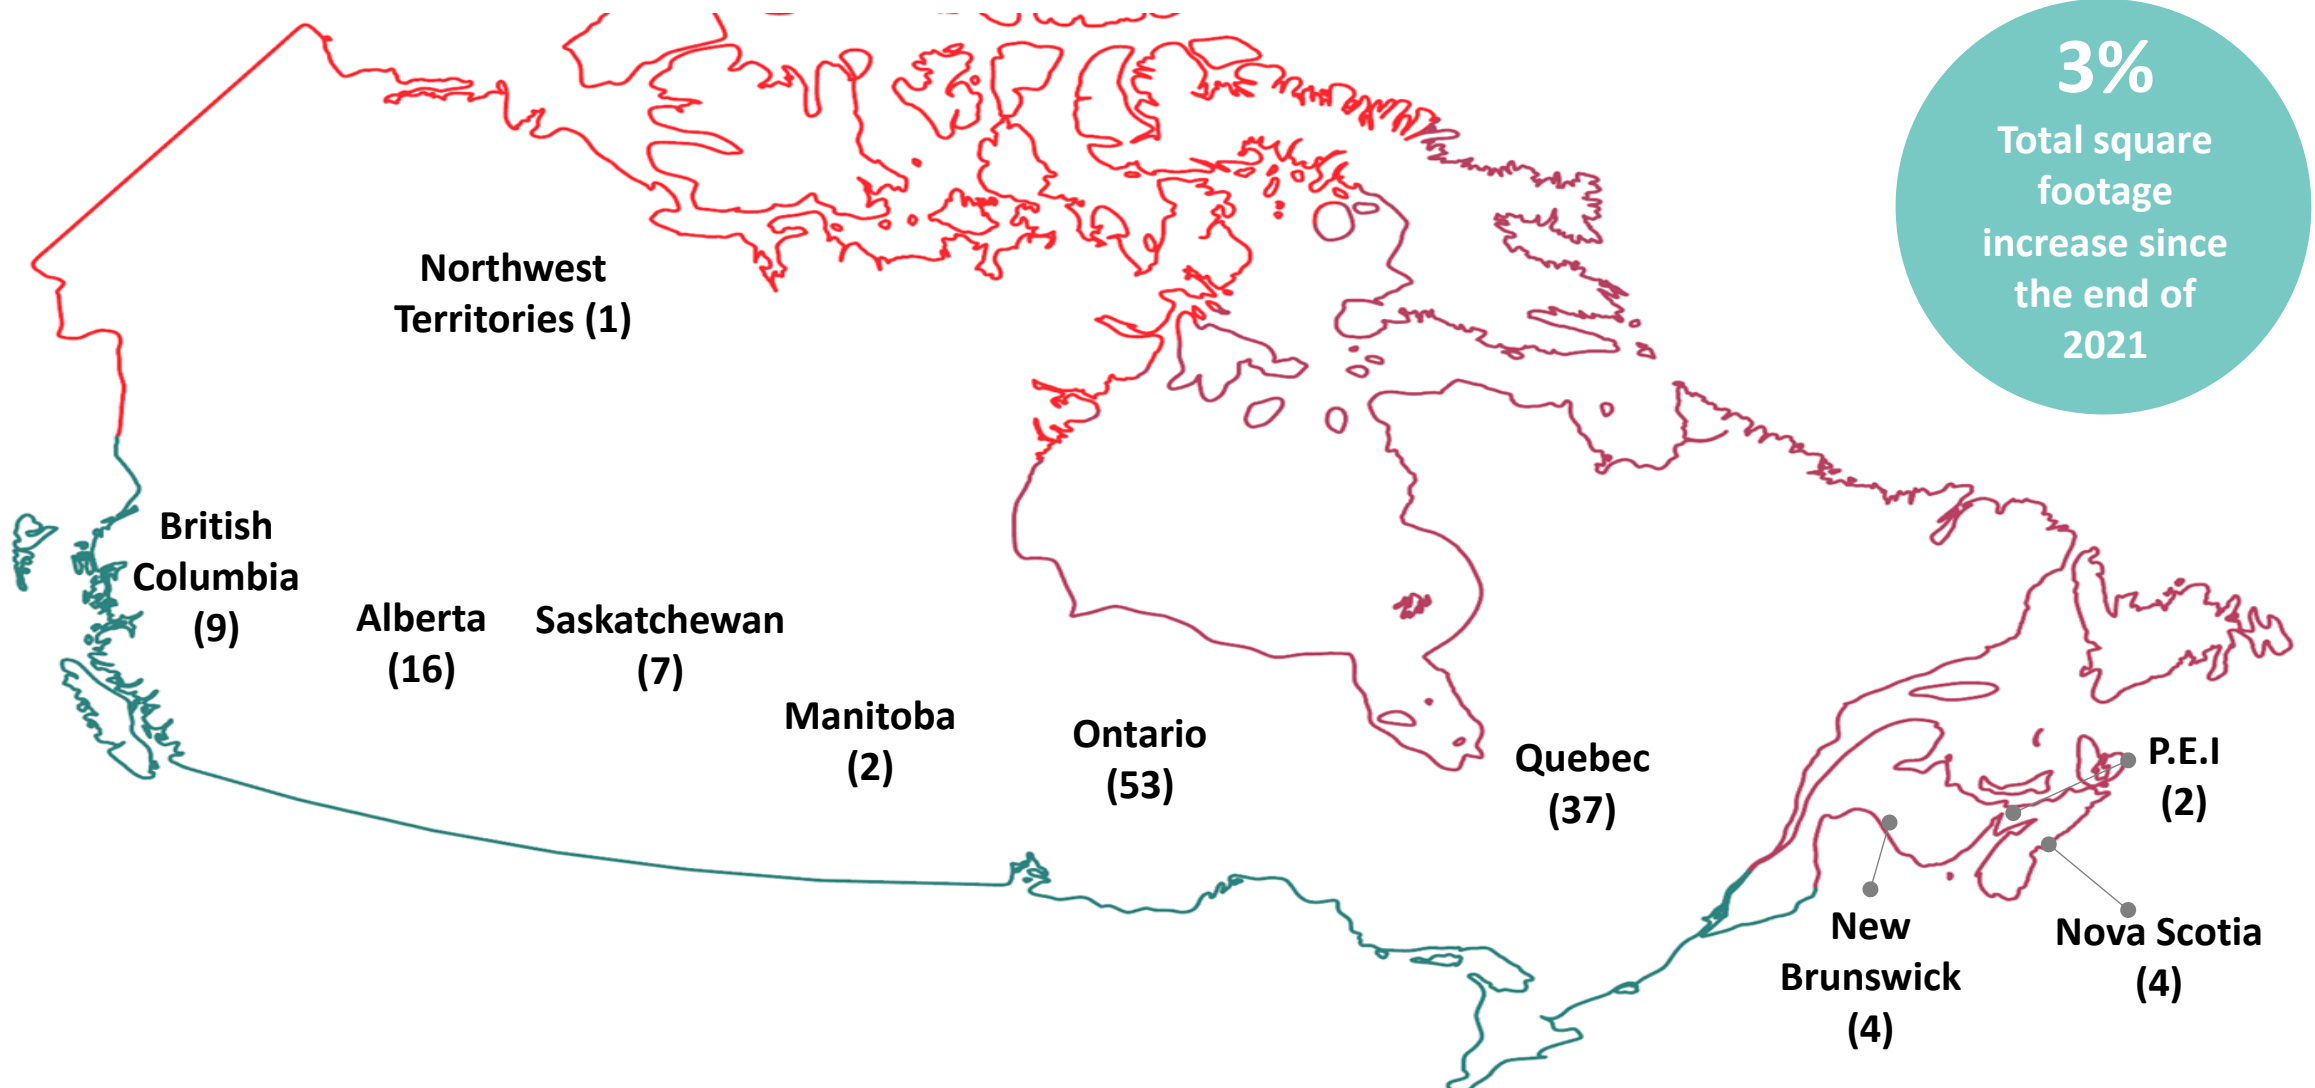 3%
Total square
footage
increase since
the end of
2021
Northwest
Territories (1)
British
Columbia
(9)
Alberta
(16)
Saskatchewan
(7)
Manitoba
(2)
Ontario
(53)
Quebec
(37)
P.E.I
(2)
New
Brunswick
(4)
Nova Scotia
(4)